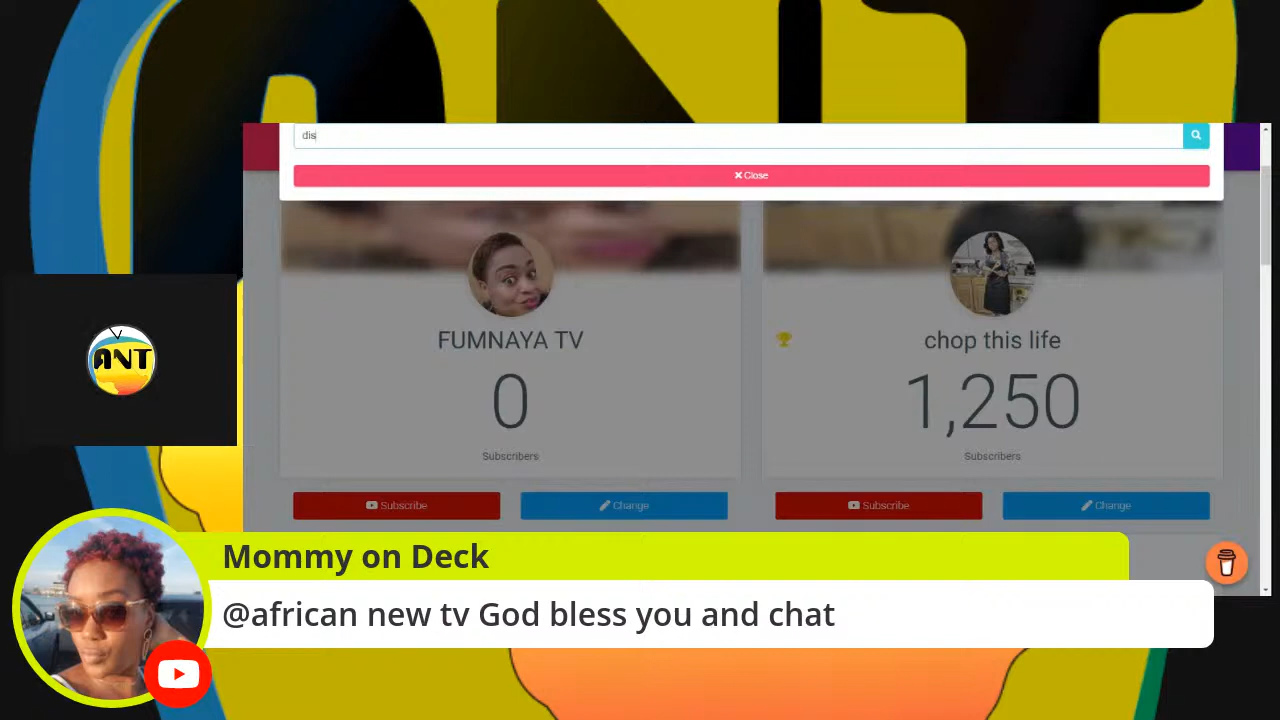 ANT
dis
× Close
ANT
FUMNAYA TV
chop this life
0
1,250
Subscribers
Subscribers
Subscribe
Change
Subscribe
Change
Mommy on Deck
@african new tv God bless you and chat